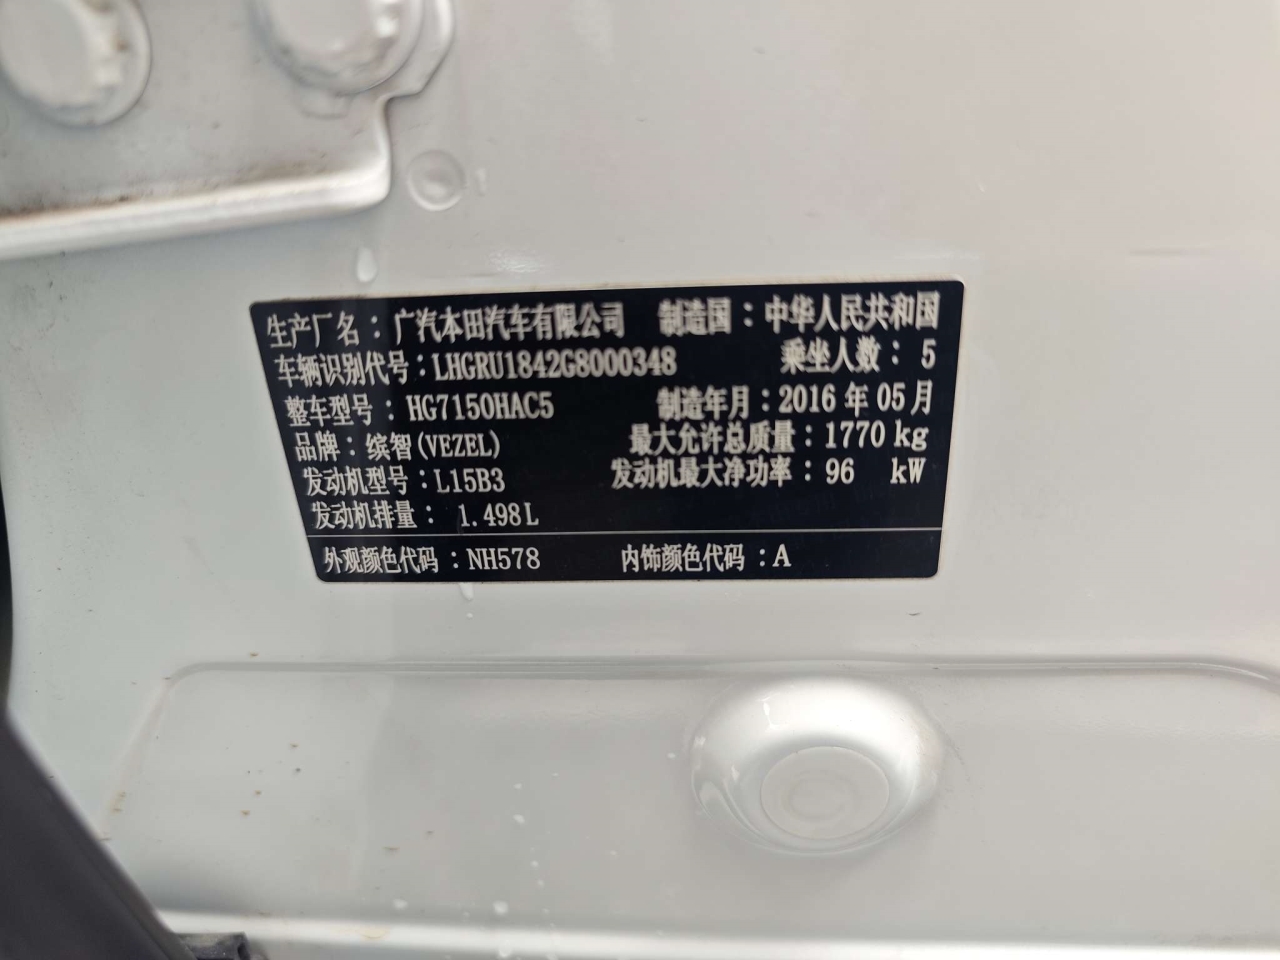 生产厂名：广汽本田汽车有限公司 制造国：中华人民共和国
车辆识别代号：LHGRU1842G8000348 乘坐人数：5
整车型号：HG7150HAC5 制造年月：2016 年 05 月
品牌：缤智(VEZEL) 最大允许总质量：1770 kg
发动机型号：L15B3 发动机最大净功率：96 kW
发动机排量：1.498L
外观颜色代码：NH578 内饰颜色代码：A